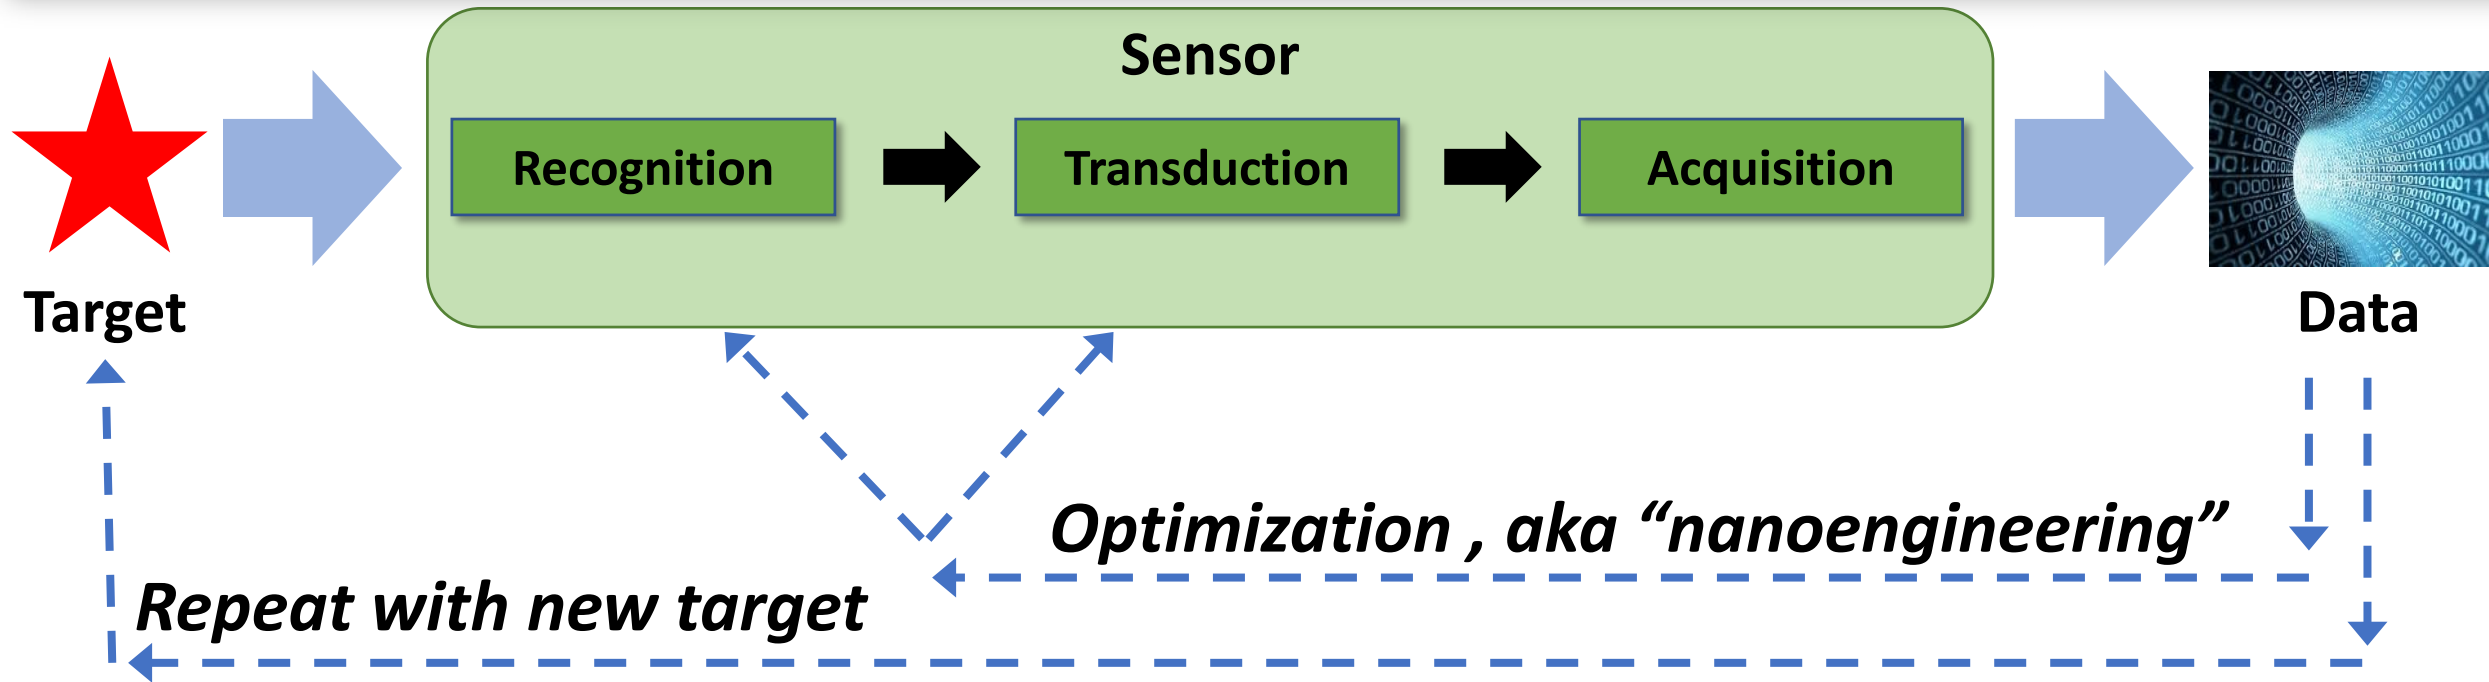 Sensor
Recognition
Transduction
Acquisition
Target
Data
Optimization , aka “nanoengineering”
Repeat with new target